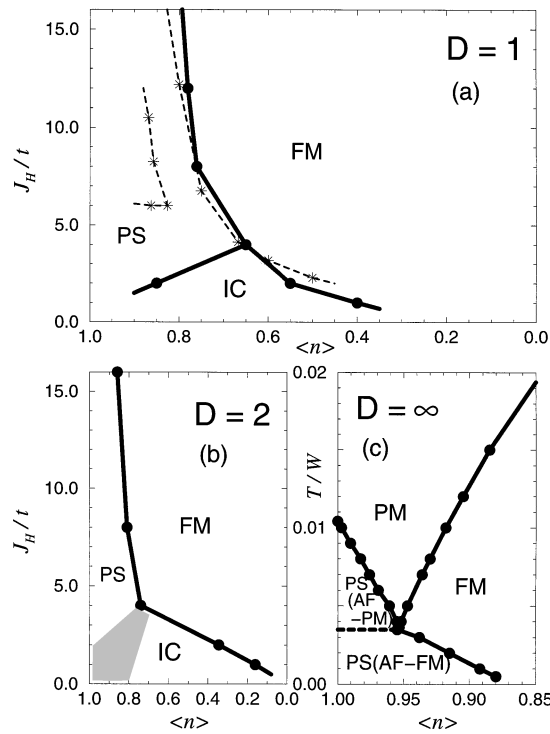 D = 1
(a)
FM
PS
IC
J_H / t
15.0
10.0
5.0
0.0
1.0 0.8 0.6 0.4 0.2 0.0
<n>
D = 2
(b)
FM
PS
IC
J_H / t
15.0
10.0
5.0
0.0
1.0 0.8 0.6 0.4 0.2 0.0
<n>
D = ∞
(c)
PM
FM
PS
(AF
−PM)
PS(AF−FM)
T / W
0.02
0.01
0.00
1.00 0.95 0.90 0.85
<n>